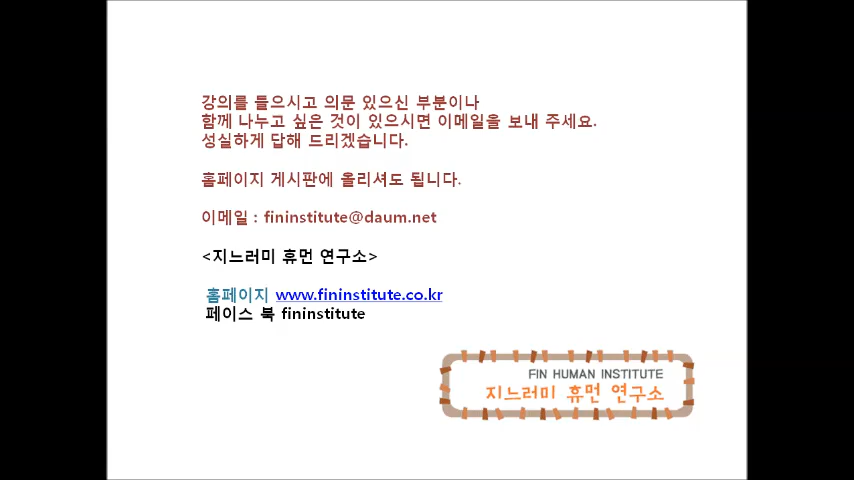 강의를 들으시고 의문 있으신 부분이나
함께 나누고 싶은 것이 있으시면 이메일을 보내 주세요.
성실하게 답해 드리겠습니다.
홈페이지 게시판에 올리셔도 됩니다.
이메일 : fininstitute@daum.net
<지느러미 휴먼 연구소>
홈페이지 www.fininstitute.co.kr
페이스 북 fininstitute
FIN HUMAN INSTITUTE
지느러미 휴먼 연구소